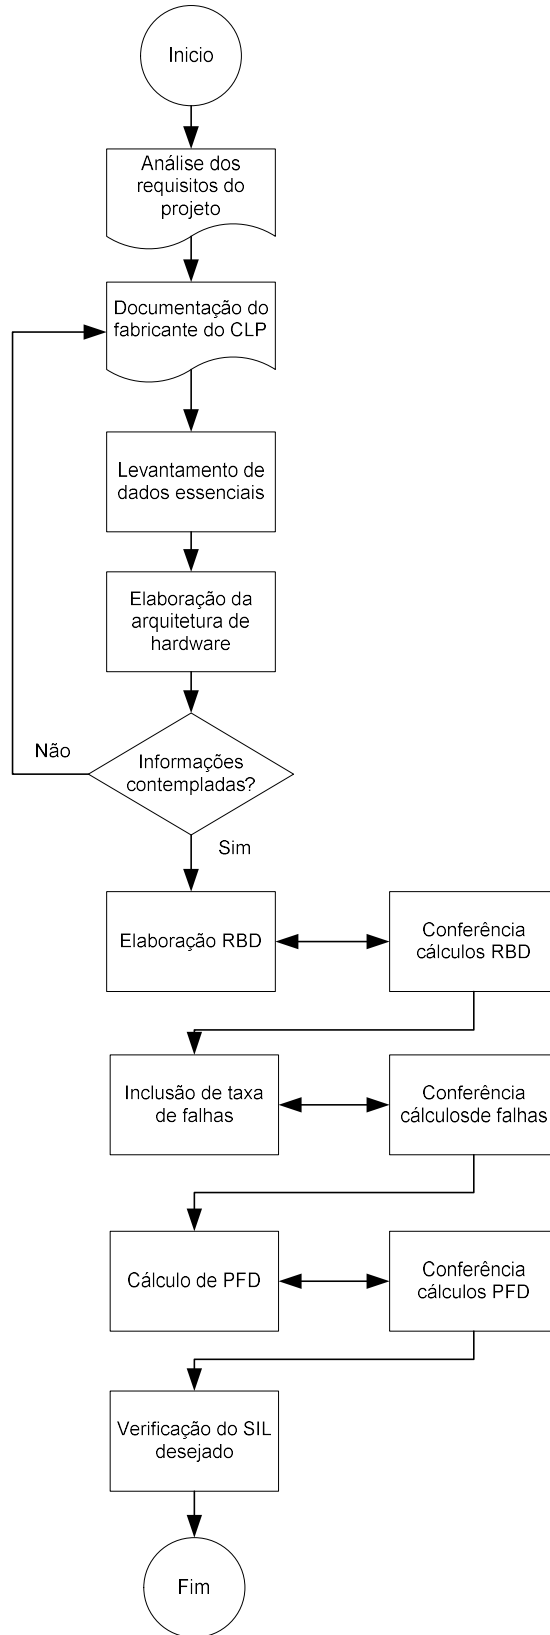 Inicio
Análise dos
requisitos do
projeto
Documentação do
fabricante do CLP
Levantamento de
dados essenciais
Elaboração da
arquitetura de
hardware
Não
Informações
contempladas?
Sim
Elaboração RBD
Conferência
cálculos RBD
Inclusão de taxa
de falhas
Conferência
cálculosde falhas
Cálculo de PFD
Conferência
cálculos PFD
Verificação do SIL
desejado
Fim